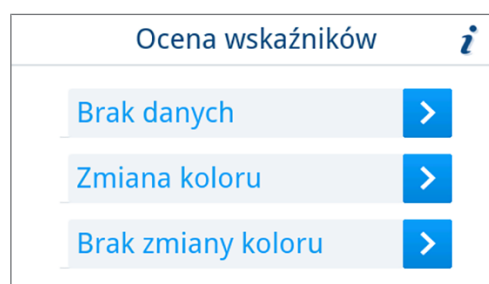 Ocena wskaźników i
Brak danych
Zmiana koloru
Brak zmiany koloru